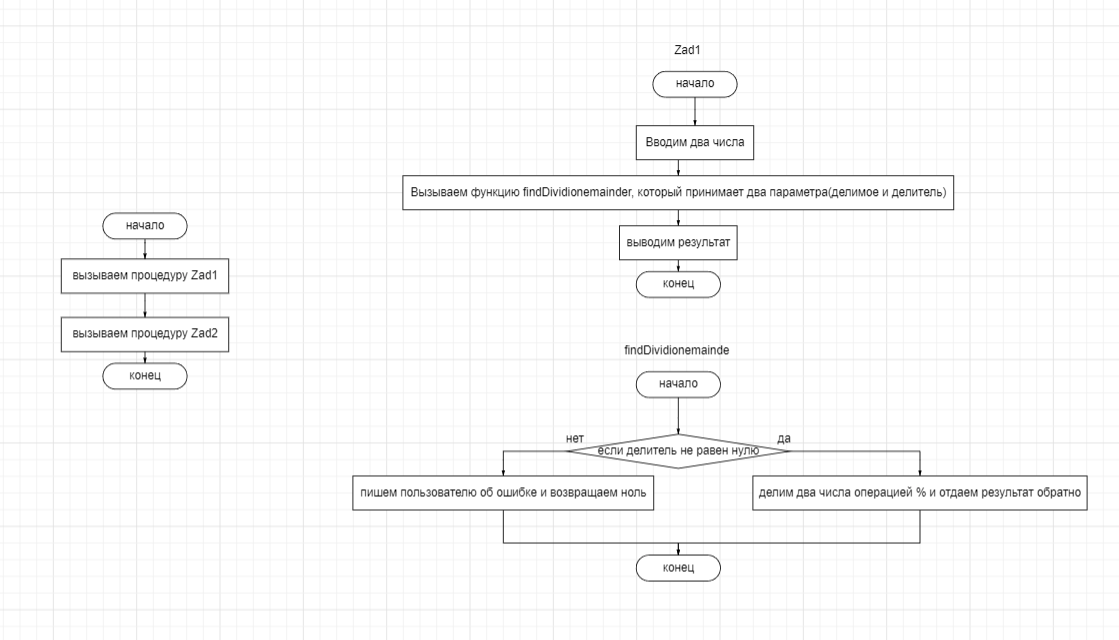 начало
вызываем процедуру Zad1
вызываем процедуру Zad2
конец
Zad1
начало
Вводим два числа
Вызываем функцию findDividionemainder, который принимает два параметра(делимое и делитель)
выводим результат
конец
findDividionemainde
начало
если делитель не равен нулю
нет
да
пишем пользователю об ошибке и возвращаем ноль
делим два числа операцией % и отдаем результат обратно
конец